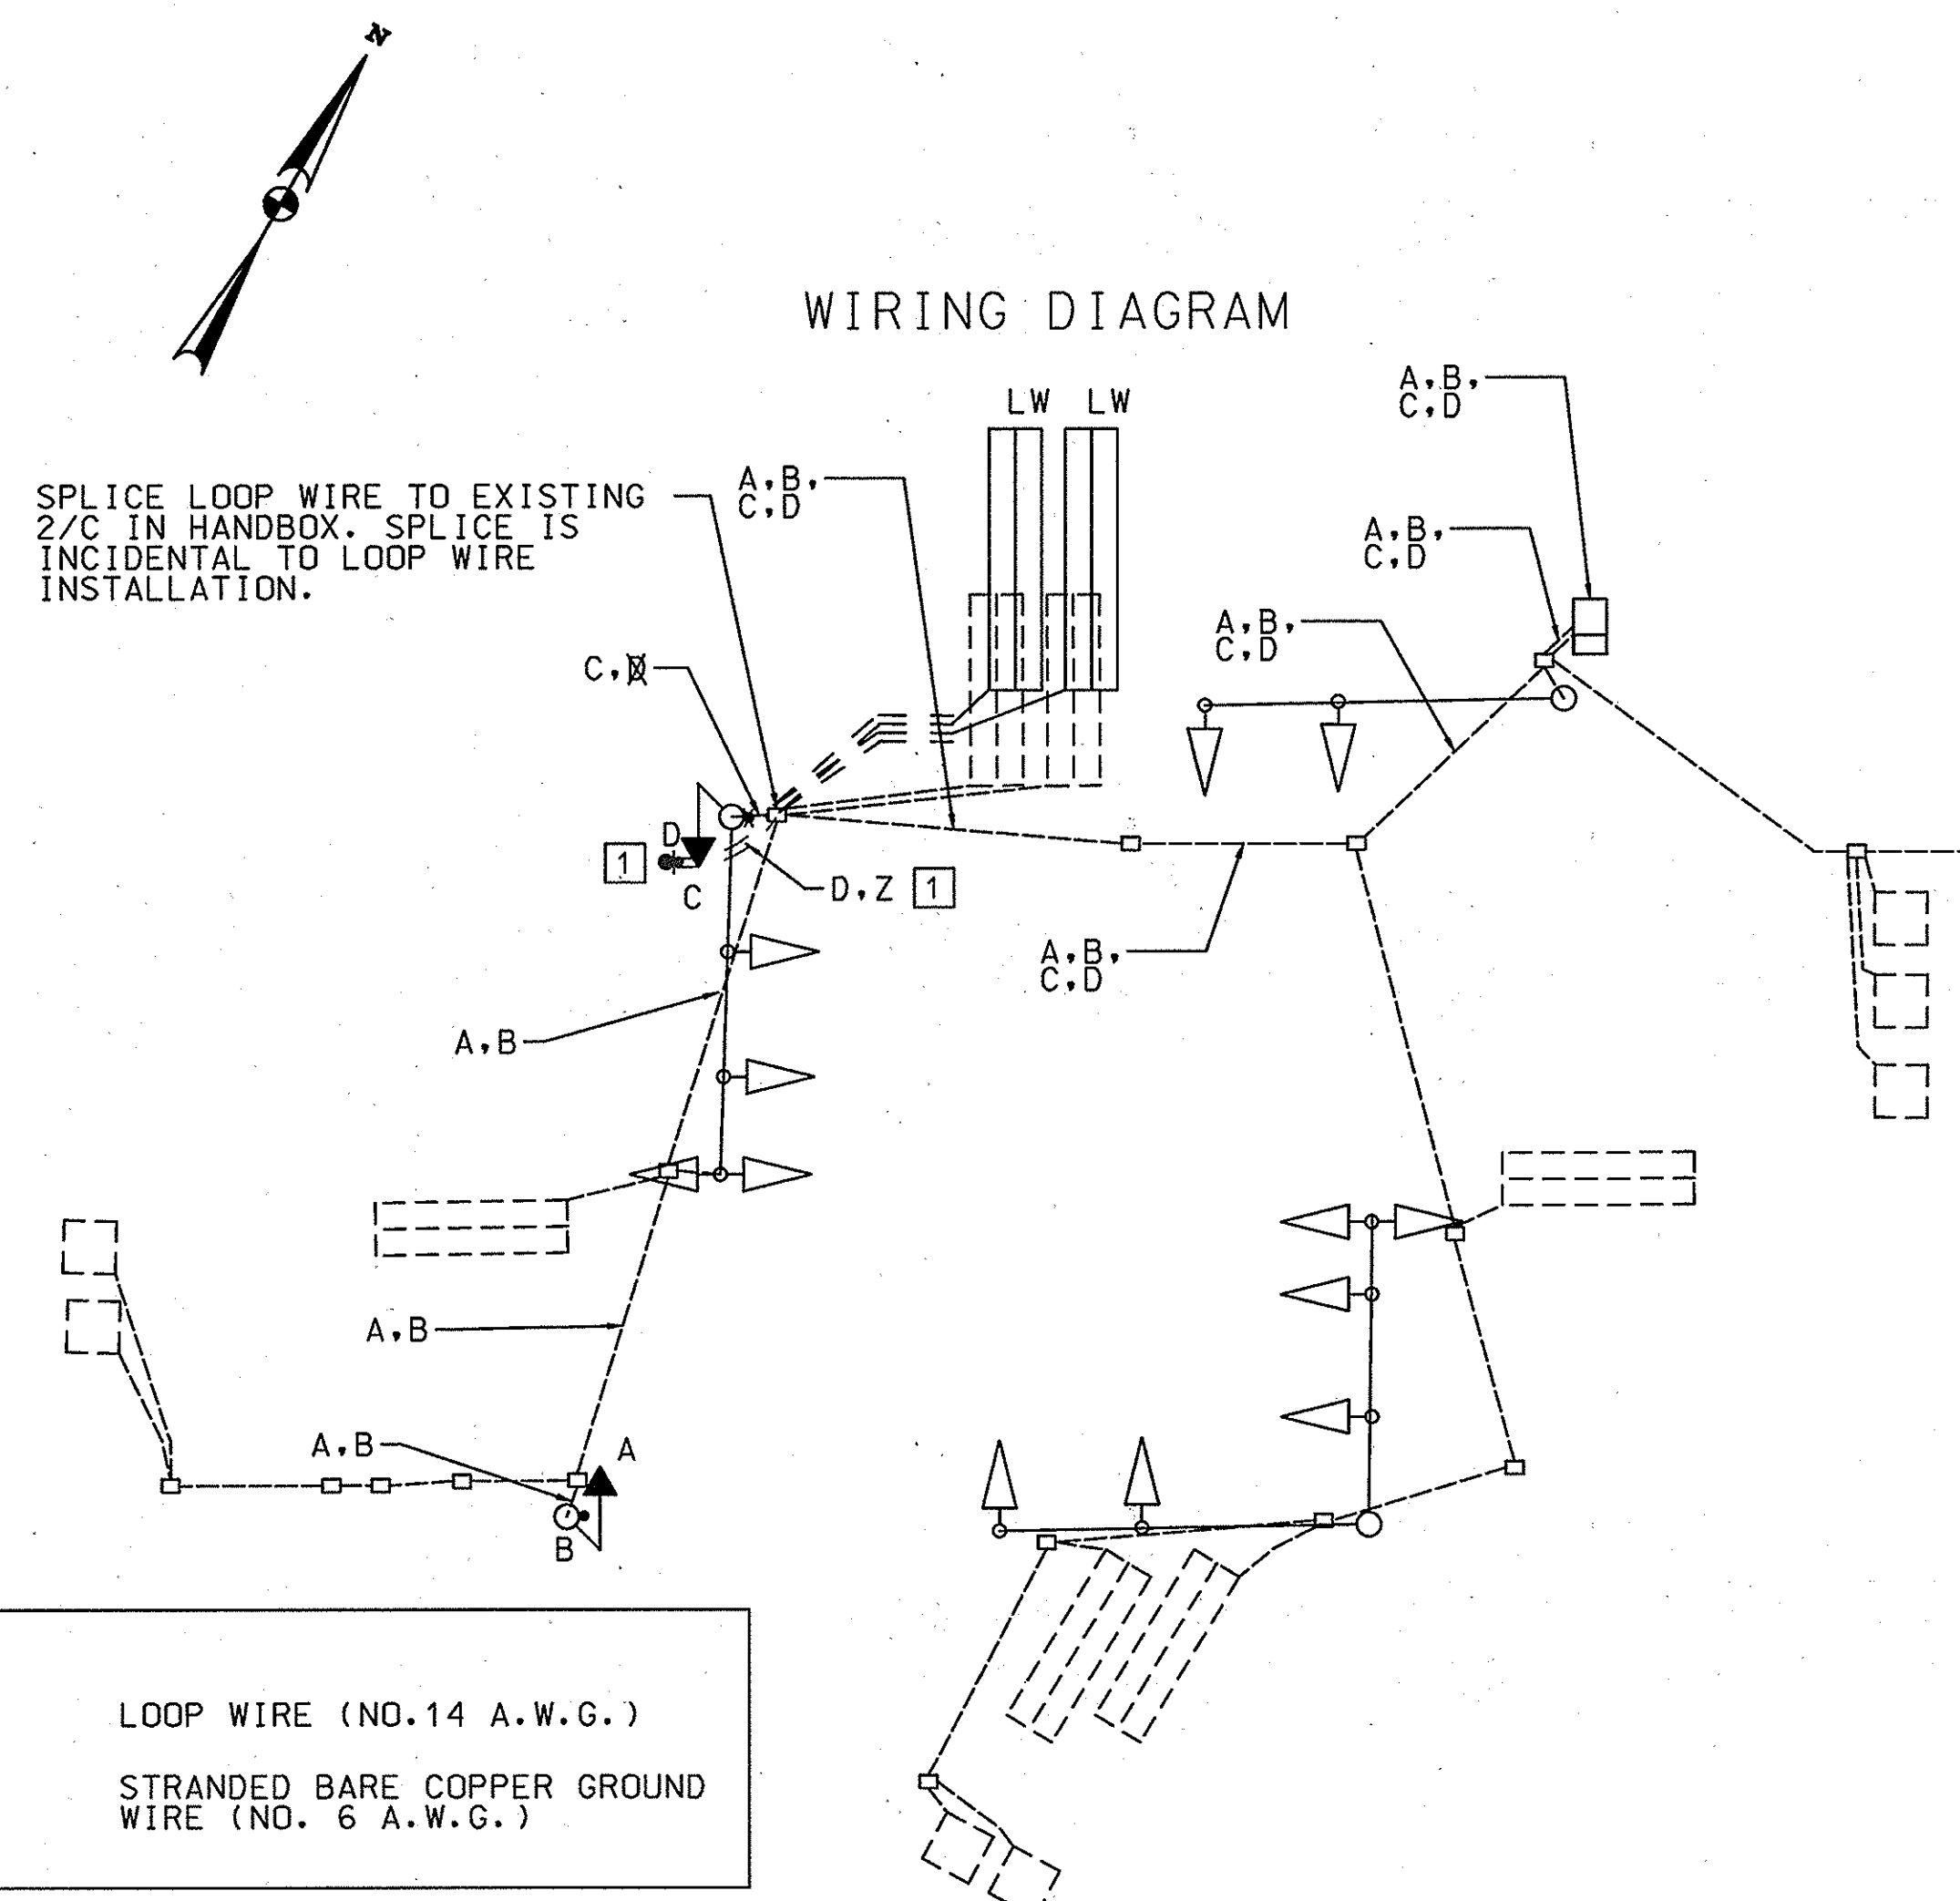 N
WIRING DIAGRAM
A,B,
C,D
LW LW
A,B,
C,D
SPLICE LOOP WIRE TO EXISTING
2/C IN HANDBOX. SPLICE IS
INCIDENTAL TO LOOP WIRE
INSTALLATION.
A,B,
C,D
A,B,
C,D
C,D
D
1
C
D,Z 1
A,B,
C,D
A,B
A,B
A,B
A
B
LOOP WIRE (NO.14 A.W.G.)
STRANDED BARE COPPER GROUND
WIRE (NO. 6 A.W.G.)